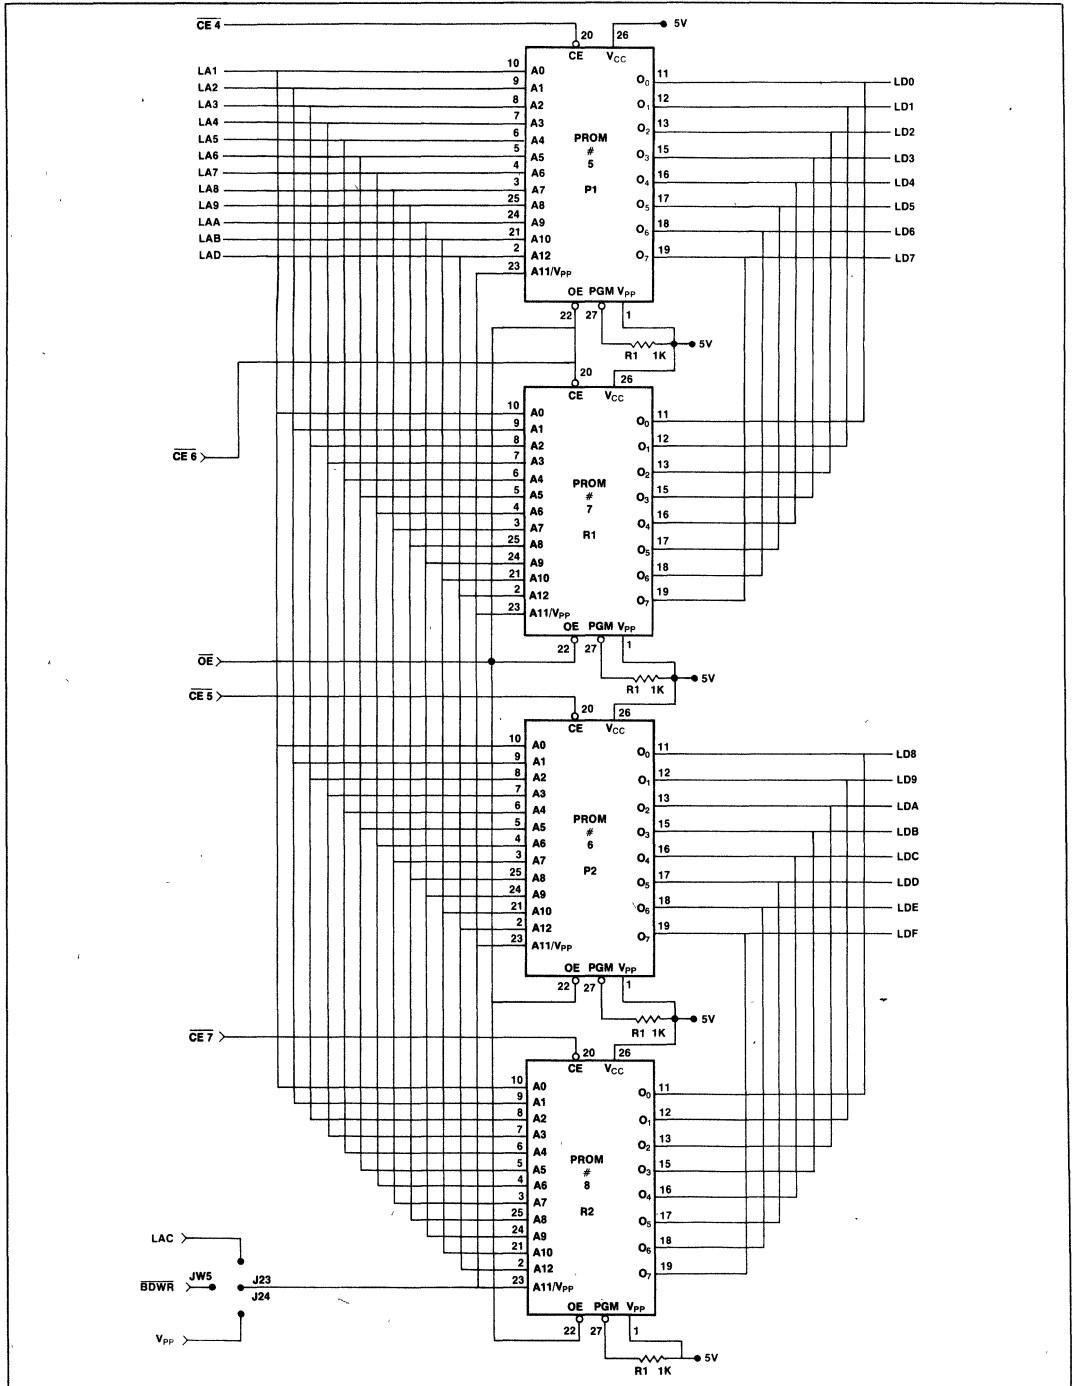 CE 4
20
26
5V
CE
VCC
LA1
10
A0
O0
11
LD0
LA2
9
A1
O1
12
LD1
LA3
8
A2
O2
13
LD2
LA4
7
A3
O3
15
LD3
LA5
6
A4
O4
16
LD4
LA6
5
A5
O5
17
LD5
LA7
4
A6
O6
18
LD6
LA8
3
A7
O7
19
LD7
LA9
25
A8
LAA
24
A9
LAB
21
A10
LAD
2
A12
23
A11/VPP
PROM
#
5
P1
OE PGM VPP
22
27
1
R1 1K
5V
CE 6
20
26
CE
VCC
10
A0
9
A1
8
A2
7
A3
6
A4
5
A5
4
A6
3
A7
25
A8
24
A9
21
A10
2
A12
23
A11/VPP
PROM
#
7
R1
O0
11
O1
12
O2
13
O3
15
O4
16
O5
17
O6
18
O7
19
OE PGM VPP
22
27
1
R1 1K
5V
OE
CE 5
20
26
CE
VCC
10
A0
9
A1
8
A2
7
A3
6
A4
5
A5
4
A6
3
A7
25
A8
24
A9
21
A10
2
A12
23
A11/VPP
PROM
#
6
P2
O0
11
LD8
O1
12
LD9
O2
13
LDA
O3
15
LDB
O4
16
LDC
O5
17
LDD
O6
18
LDE
O7
19
LDF
OE PGM VPP
22
27
1
R1 1K
5V
CE 7
20
26
CE
VCC
10
A0
9
A1
8
A2
7
A3
6
A4
5
A5
4
A6
3
A7
25
A8
24
A9
21
A10
2
A12
23
A11/VPP
PROM
#
8
R2
O0
11
O1
12
O2
13
O3
15
O4
16
O5
17
O6
18
O7
19
OE PGM VPP
22
27
1
R1 1K
5V
LAC
BDWR
JW5
J23
J24
VPP